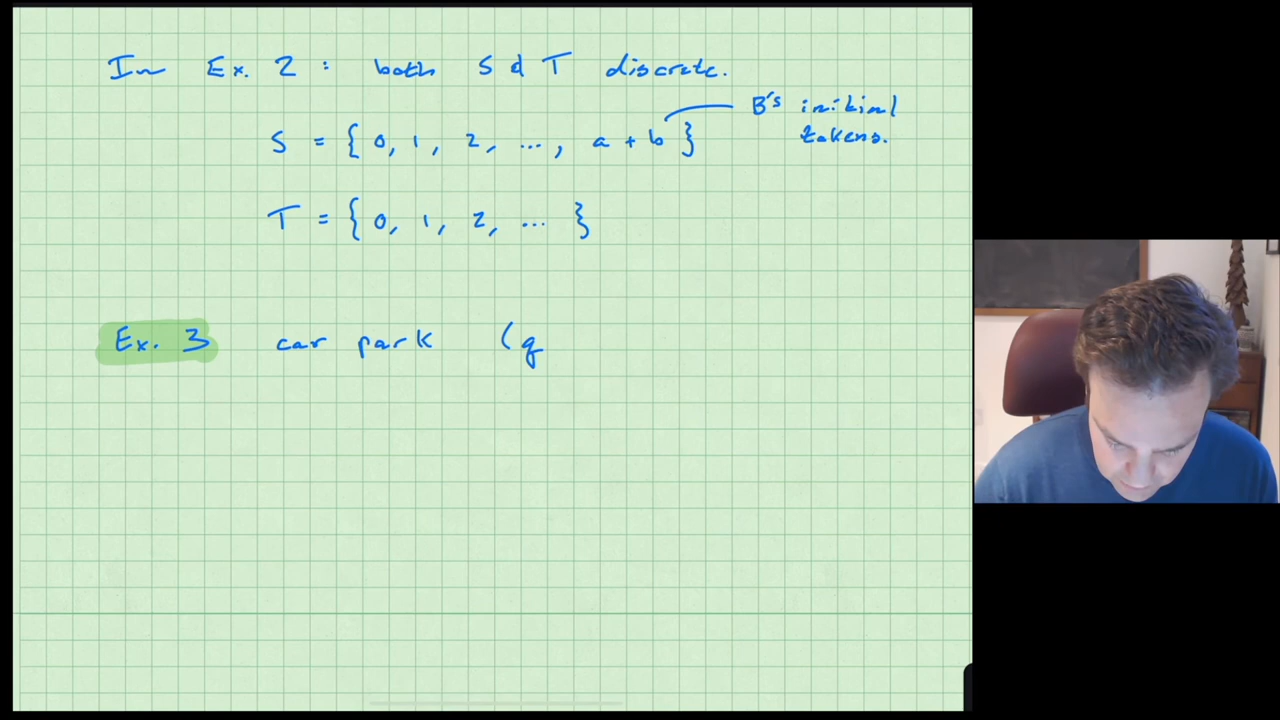 In Ex. 2 : both S & T discrete.
B's initial
tokens.
S = { 0, 1, 2, ..., a + b }
T = { 0, 1, 2, ... }
Ex. 3 car park (q